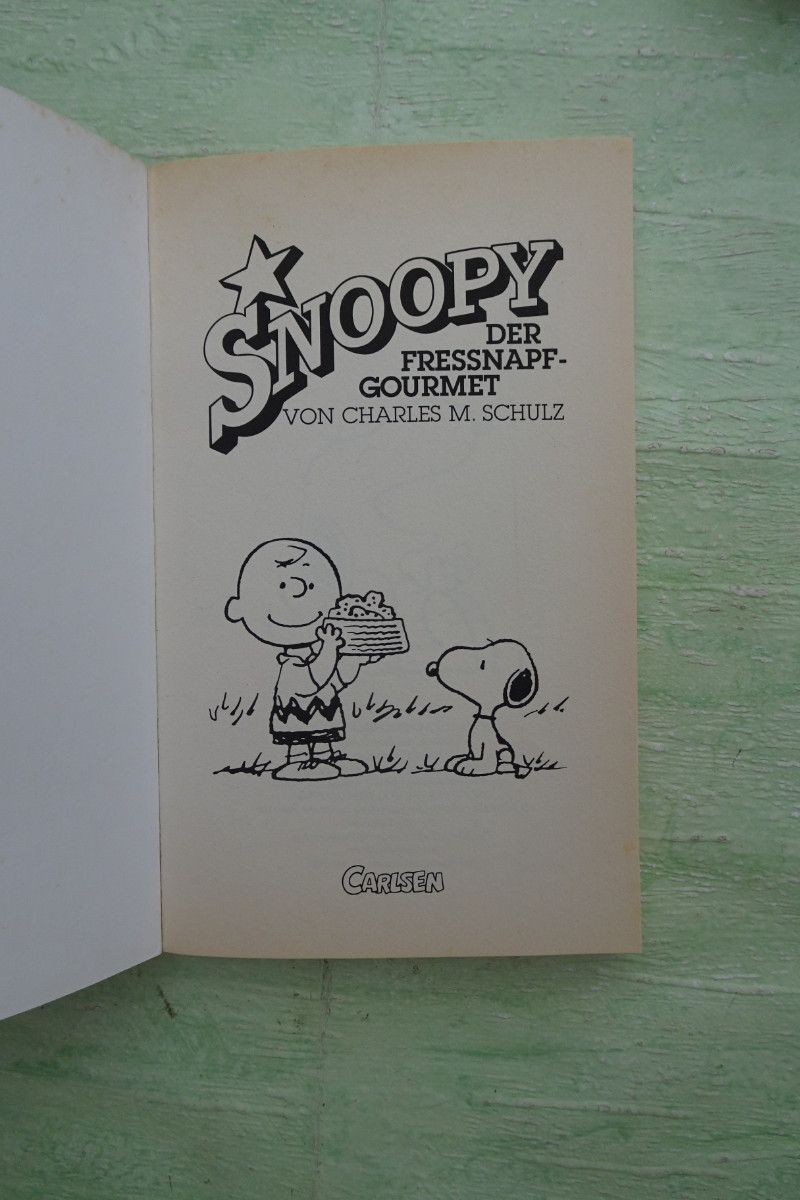 SNOOPY
DER
FRESSNAPF-
GOURMET
VON CHARLES M. SCHULZ
CARLSEN